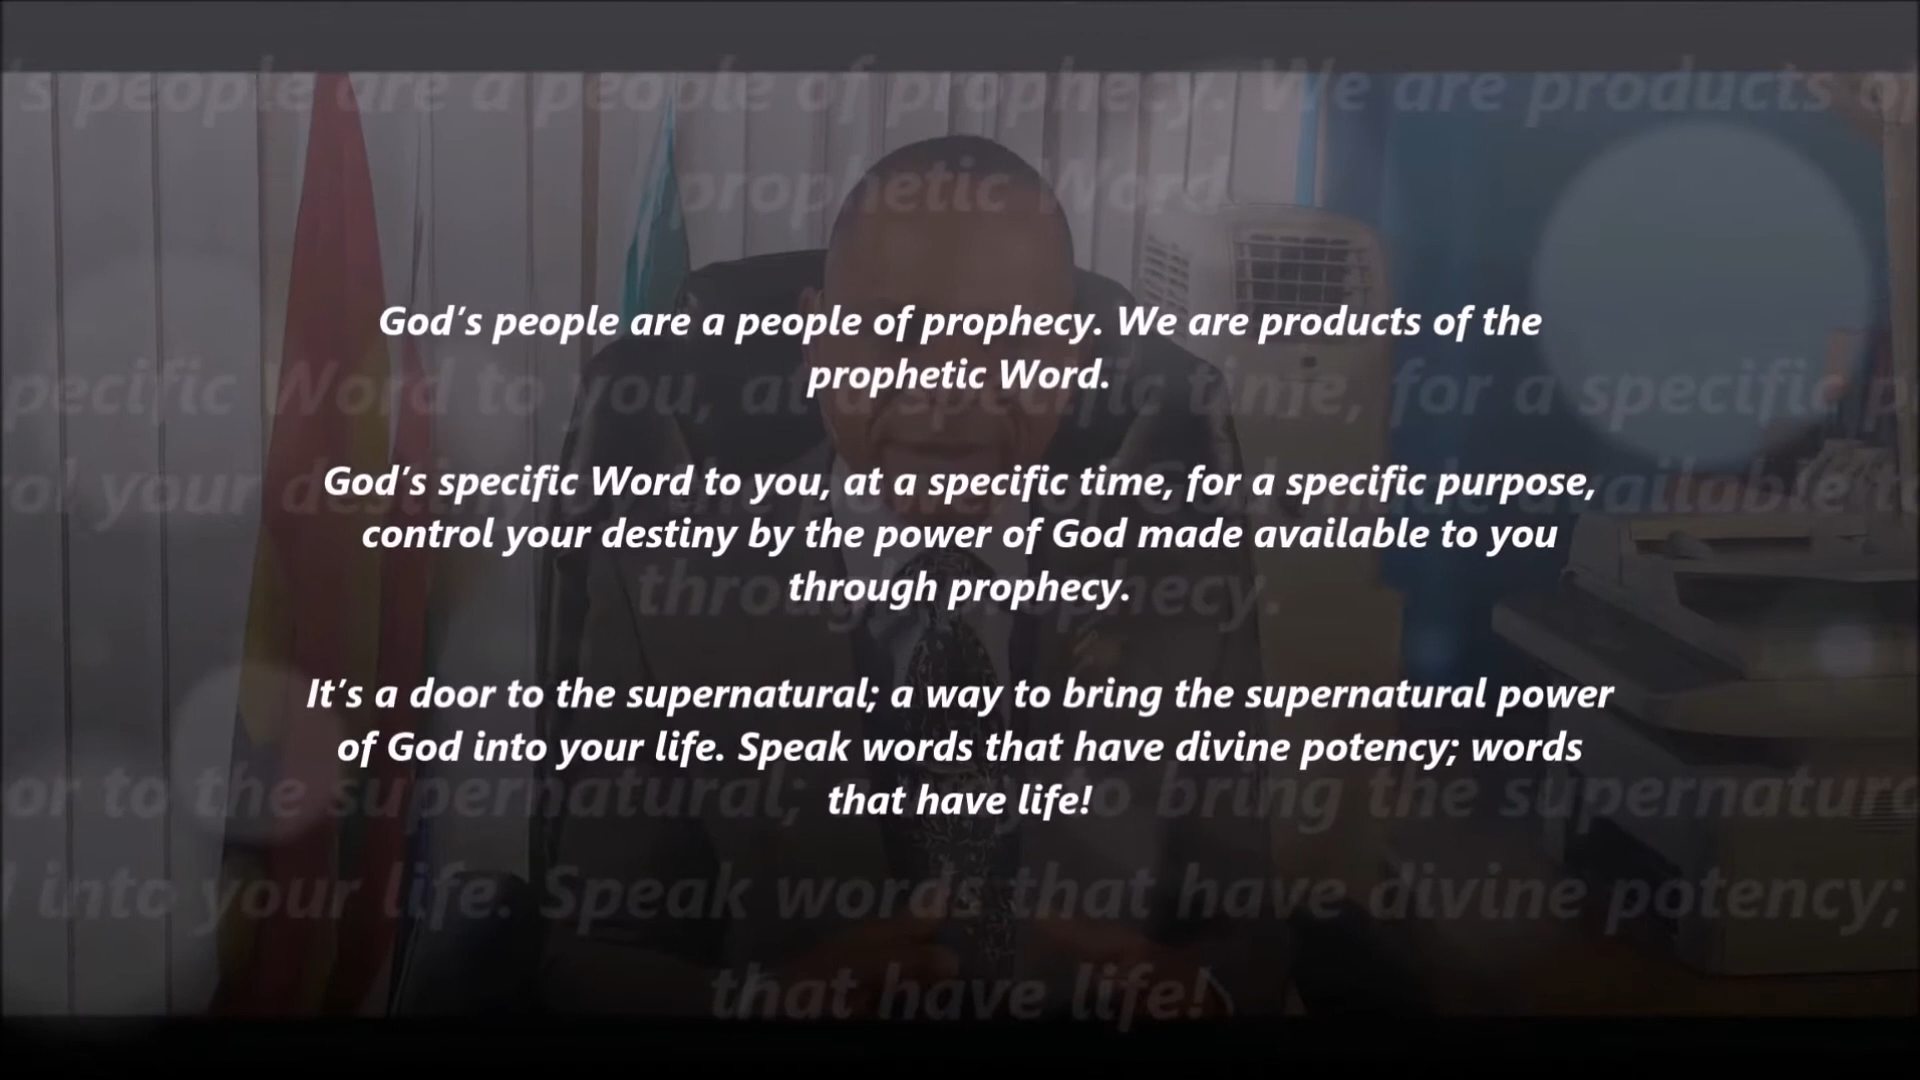 God's people are a people of prophecy. We are products of the
prophetic Word.
God's specific Word to you, at a specific time, for a specific purpose,
control your destiny by the power of God made available to you
through prophecy.
It's a door to the supernatural; a way to bring the supernatural power
of God into your life. Speak words that have divine potency; words
that have life!